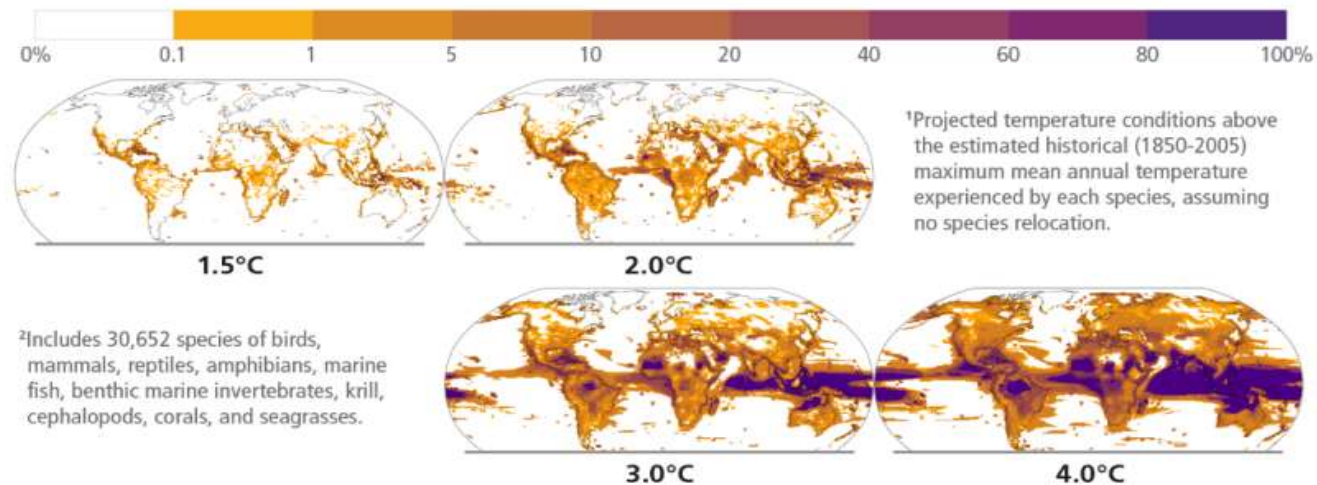 0% 0.1 1 5 10 20 40 60 80 100%
¹Projected temperature conditions above
the estimated historical (1850-2005)
maximum mean annual temperature
experienced by each species, assuming
no species relocation.
1.5°C 2.0°C
²Includes 30,652 species of birds,
mammals, reptiles, amphibians, marine
fish, benthic marine invertebrates, krill,
cephalopods, corals, and seagrasses.
3.0°C 4.0°C